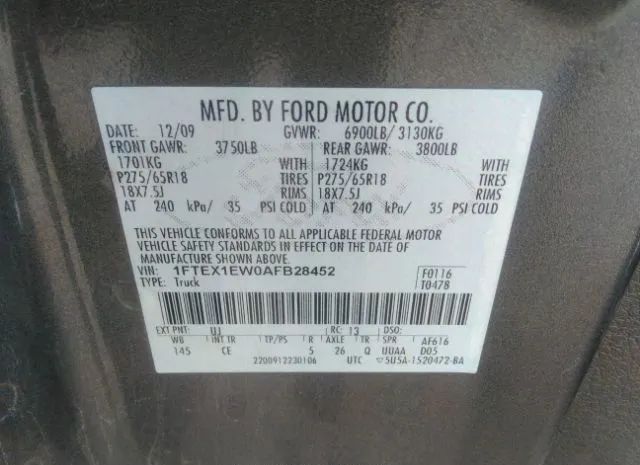 MFD. BY FORD MOTOR CO.
DATE: 12/09 GVWR: 6900LB/ 3130KG
FRONT GAWR: 3750LB REAR GAWR: 3800LB
1701KG WITH 1724KG WITH
P275/65R18 TIRES P275/65R18 TIRES
18X7.5J RIMS 18X7.5J RIMS
AT 240 kPa/ 35 PSI COLD AT 240 kPa/ 35 PSI COLD
THIS VEHICLE CONFORMS TO ALL APPLICABLE FEDERAL MOTOR
VEHICLE SAFETY STANDARDS IN EFFECT ON THE DATE OF
MANUFACTURE SHOWN ABOVE.
VIN: 1FTEX1EW0AFB28452 F0116
TYPE: Truck T0478
EXT PNT: UJ RC: 13 DSO:
WB INT TR TP/PS R AXLE TR SPR AF616
145 CE 5 26 Q UUAA D05
2200912230106 UTC 5U5A-1520472-BA